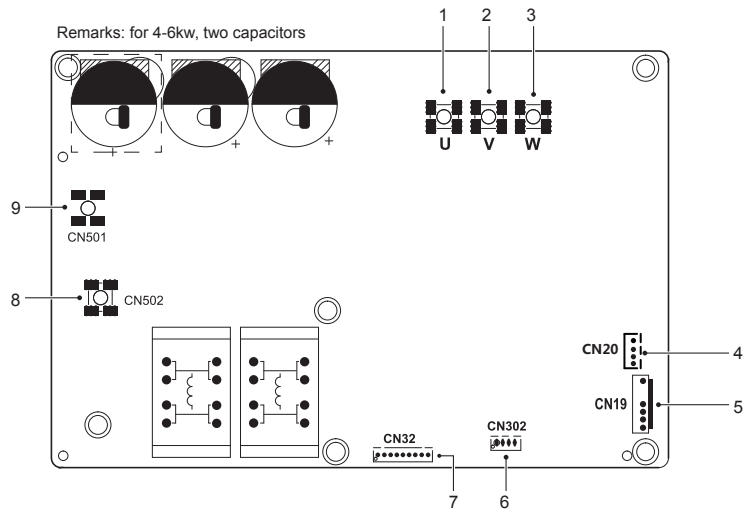 Remarks: for 4-6kw, two capacitors
1 2 3
+ + +
U V W
9
CN501
8
CN502
CN20
4
CN19
5
CN32
CN302
7
6